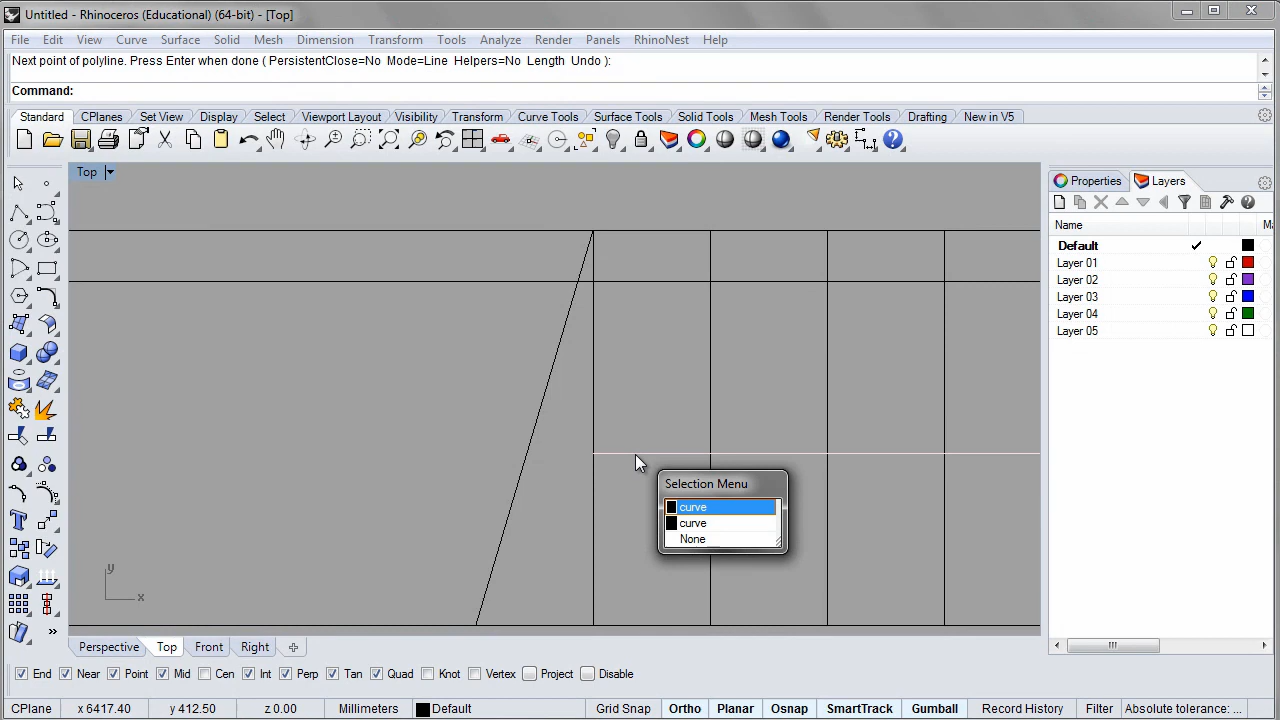 Untitled - Rhinoceros (Educational) (64-bit) - [Top]
File Edit View Curve Surface Solid Mesh Dimension Transform Tools Analyze Render Panels RhinoNest Help
Next point of polyline. Press Enter when done ( PersistentClose=No Mode=Line Helpers=No Length Undo ):
Command:
Standard CPlanes Set View Display Select Viewport Layout Visibility Transform Curve Tools Surface Tools Solid Tools Mesh Tools Render Tools Drafting New in V5
Top
Properties Layers
Name
Default
Layer 01
Layer 02
Layer 03
Layer 04
Layer 05
Selection Menu
curve
curve
None
y
x
Perspective Top Front Right
End Near Point Mid Cen Int Perp Tan Quad Knot Vertex Project Disable
CPlane x 6417.40 y 412.50 z 0.00 Millimeters Default Grid Snap Ortho Planar Osnap SmartTrack Gumball Record History Filter Absolute tolerance: ...